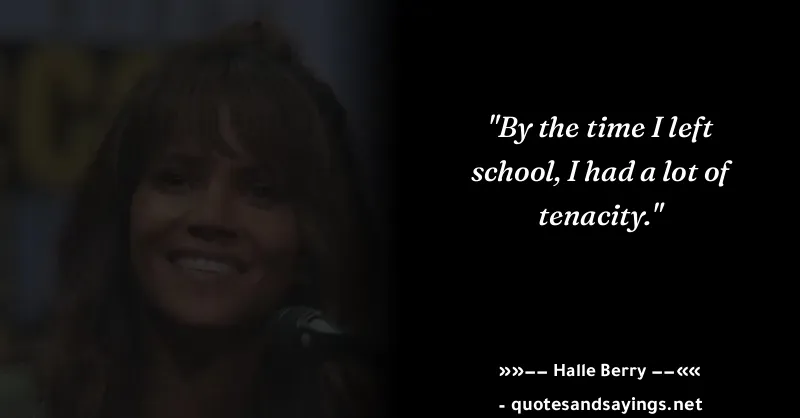 "By the time I left
school, I had a lot of
tenacity."
»»—— Halle Berry ——««
- quotesandsayings.net